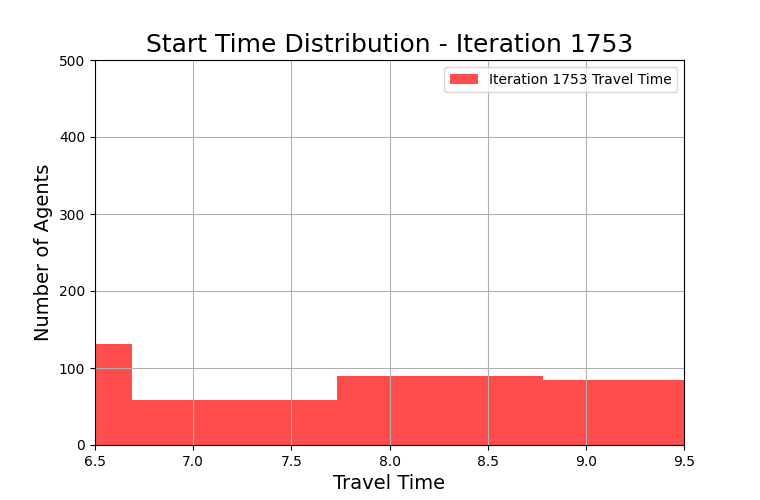 Start Time Distribution - Iteration 1753
Iteration 1753 Travel Time
Number of Agents
500
400
300
200
100
0
6.5 7.0 7.5 8.0 8.5 9.0 9.5
Travel Time